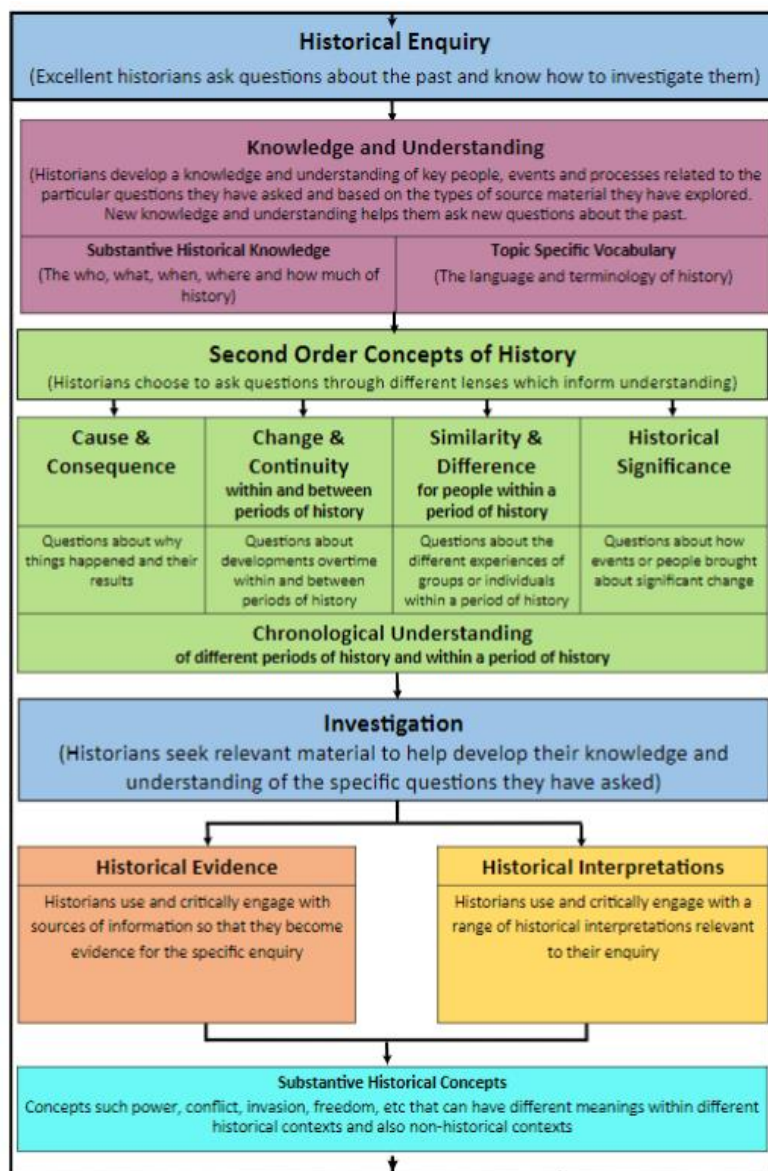 Historical Enquiry
(Excellent historians ask questions about the past and know how to investigate them)
Knowledge and Understanding
(Historians develop a knowledge and understanding of key people, events and processes related to the
particular questions they have asked and based on the types of source material they have explored.
New knowledge and understanding helps them ask new questions about the past.
Substantive Historical Knowledge
(The who, what, when, where and how much of
history)
Topic Specific Vocabulary
(The language and terminology of history)
Second Order Concepts of History
(Historians choose to ask questions through different lenses which inform understanding)
Cause &
Consequence
Questions about why
things happened and their
results
Change &
Continuity
within and between
periods of history
Questions about
developments overtime
within and between
periods of history
Similarity &
Difference
for people within a
period of history
Questions about the
different experiences of
groups or individuals
within a period of history
Historical
Significance
Questions about how
events or people brought
about significant change
Chronological Understanding
of different periods of history and within a period of history
Investigation
(Historians seek relevant material to help develop their knowledge and
understanding of the specific questions they have asked)
Historical Evidence
Historians use and critically engage with
sources of information so that they become
evidence for the specific enquiry
Historical Interpretations
Historians use and critically engage with a
range of historical interpretations relevant
to their enquiry
Substantive Historical Concepts
Concepts such power, conflict, invasion, freedom, etc that can have different meanings within different
historical contexts and also non-historical contexts